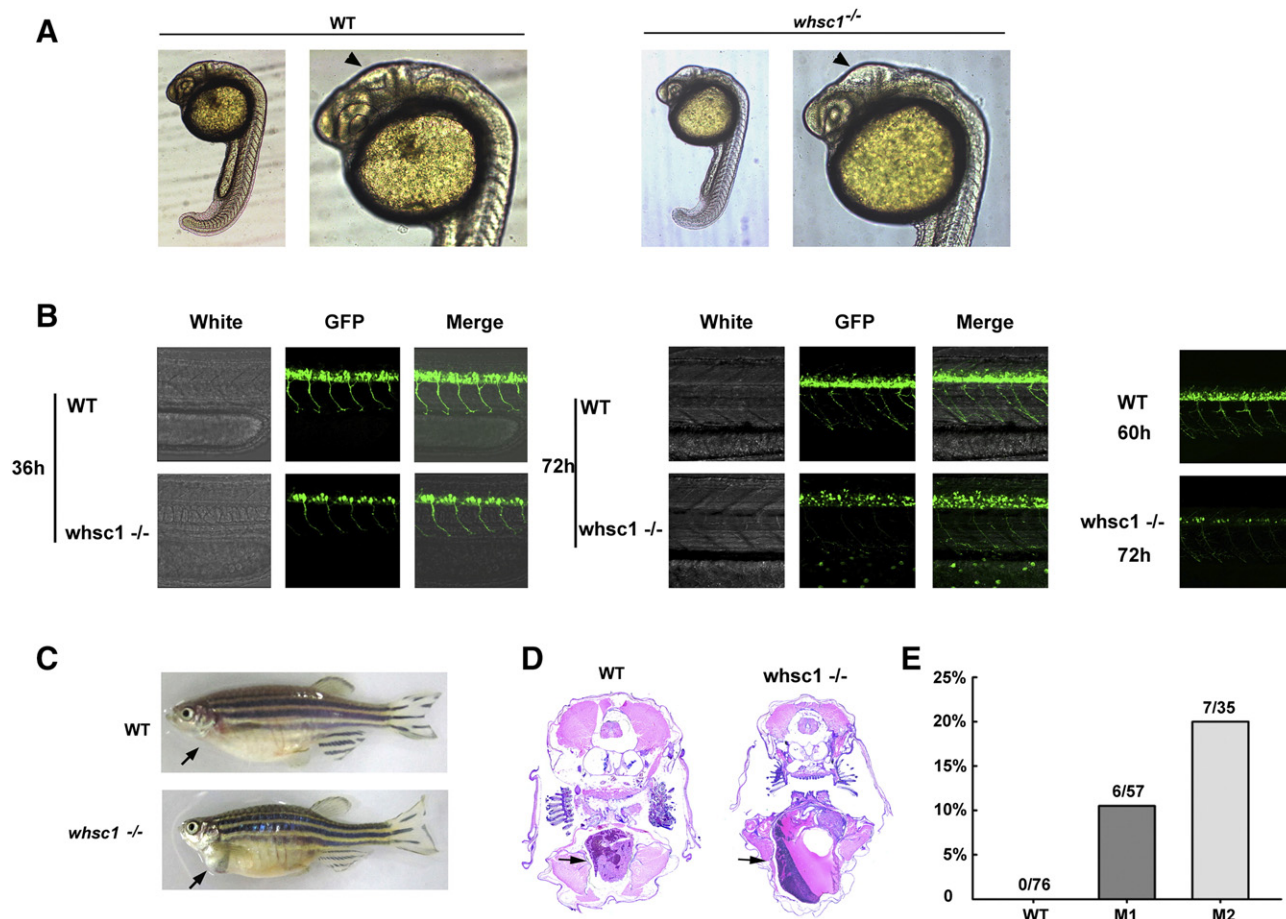 A
WT
whsc1-/-
B
White GFP Merge
White GFP Merge
WT
36h
whsc1 -/-
WT
72h
whsc1 -/-
WT
60h
whsc1 -/-
72h
C
WT
whsc1 -/-
D
WT
whsc1 -/-
E
25%
20%
15%
10%
5%
0
0/76
6/57
7/35
WT M1 M2